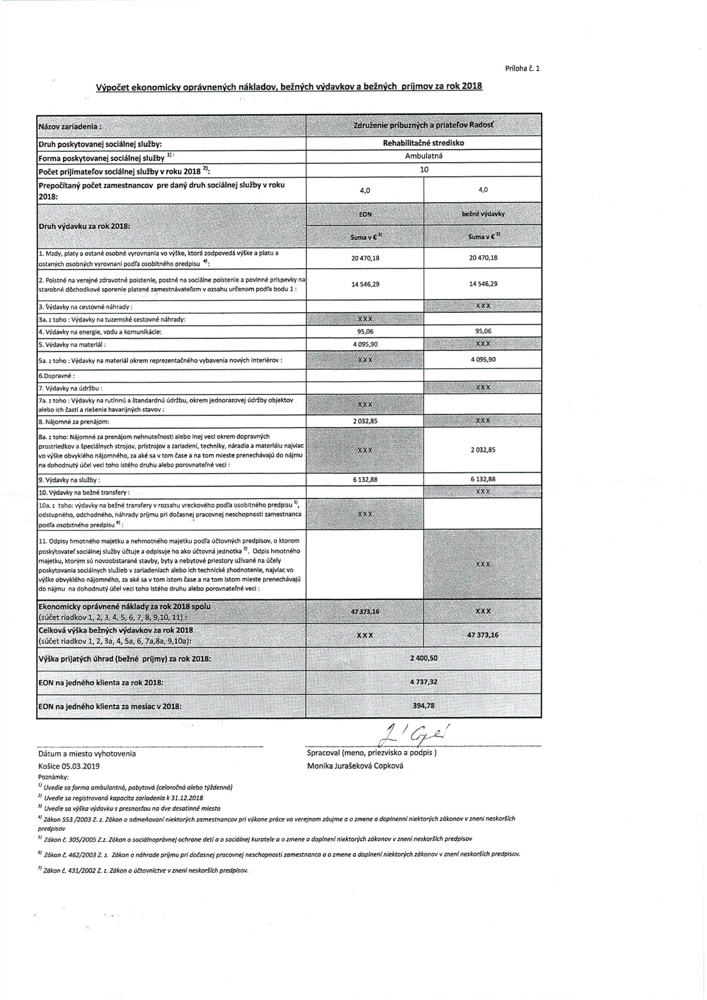 Príloha č. 1
Výpočet ekonomicky oprávnených nákladov, bežných výdavkov a bežných príjmov za rok 2018
Názov zariadenia : Združenie príbuzných a priateľov Radosť
Druh poskytovanej sociálnej služby: Rehabilitačné stredisko
Forma poskytovanej sociálnej služby 1) : Ambulatná
Počet prijímateľov sociálnej služby v roku 2018 2): 10
Prepočítaný počet zamestnancov pre daný druh sociálnej služby v roku
2018: 4,0 4,0
Druh výdavku za rok 2018:
EON bežné výdavky
Suma v € 3) Suma v € 3)
1. Mzdy, platy a ostané osobné vyrovnania vo výške, ktorá zodpovedá výške a platu a
ostaných osobných vyrovnaní podľa osobitného predpisu 4): 20 470,18 20 470,18
2. Poistné na verejné zdravotné poistenie, postné na sociálne poistenie a povinné príspevky na
starobné dôchodkové sporenie platené zamestnávateľom v ozsahu určenom podľa bodu 1 : 14 546,29 14 546,29
3. Výdavky na cestovné náhrady : XXX
3a. z toho : Výdavky na tuzemské cestovné náhrady: XXX
4. Výdavky na energie, vodu a komunikácie: 95,06 95,06
5. Výdavky na materiál : 4 095,90 XXX
5a. z toho : Výdavky na materiál okrem reprezentačného vybavenia nových interiérov : XXX 4 095,90
6.Dopravné :
7. Výdavky na údržbu : XXX
7a. z toho : Výdavky na rutinnú a štandardnú údržbu, okrem jednorazovej údržby objektov
alebo ich častí a riešenia havarijných stavov : XXX
8. Nájomné za prenájom: 2 032,85 XXX
8a. z toho: Nájomné za prenájom nehnuteľnosti alebo inej veci okrem dopravných
prostriedkov a špeciálnych strojov, prístrojov a zariadení, techniky, náradia a materiálu najviac
vo výške obvyklého nájomného, za aké sa v tom čase a na tom mieste prenechávajú do nájmu
na dohodnutý účel veci toho istého druhu alebo porovnateľné veci : XXX 2 032,85
9. Výdavky na služby : 6 132,88 6 132,88
10. Výdavky na bežné transfery : XXX
10a. z toho: výdavky na bežné transfery v rozsahu vreckového podľa osobitného predpisu 5),
odstupného, odchodného, náhrady príjmu pri dočasnej pracovnej neschopnosti zamestnanca
podľa osobitného predpisu 6) : XXX
11. Odpisy hmotného majetku a nehmotného majetku podľa účtovných predpisov, o ktorom
poskytovateľ sociálnej služby účtuje a odpisuje ho ako účtovná jednotka 7). Odpis hmotného
majetku, ktorým sú novoobstarané stavby, byty a nebytové priestory užívané na účely
poskytovania sociálnych služieb v zariadeniach alebo ich technické zhodnotenie, najviac vo
výške obvyklého nájomného, za aké sa v tom istom čase a na tom istom mieste prenechávajú
do nájmu na dohodnutý účel veci toho istého druhu alebo porovnateľné veci : XXX
Ekonomicky oprávnené náklady za rok 2018 spolu
(súčet riadkov 1, 2, 3, 4, 5, 6, 7, 8, 9,10, 11) : 47 373,16 XXX
Celková výška bežných výdavkov za rok 2018
(súčet riadkov 1, 2, 3a, 4, 5a, 6, 7a,8a, 9,10a): XXX 47 373,16
Výška prijatých úhrad (bežné príjmy) za rok 2018: 2 400,50
EON na jedného klienta za rok 2018: 4 737,32
EON na jedného klienta za mesiac v 2018: 394,78
Dátum a miesto vyhotovenia Spracoval (meno, priezvisko a podpis )
Košice 05.03.2019 Monika Jurašeková Copková
Poznámky:
1) Uvedie sa forma ambulantná, pobytová (celoročná alebo týždenná)
2) Uvedie sa registrovaná kapacita zariadenia k 31.12.2018
3) Uvedie sa výška výdavku s presnosťou na dve desatinné miesta
4) Zákon 553 /2003 Z. z. Zákon o odmeňovaní niektorých zamestnancov pri výkone práce vo verejnom záujme a o zmene a doplnenní niektorých zákonov v znení neskorších
predpisov
5) Zákon č. 305/2005 Z.z. Zákon o sociálnoprávnej ochrane detí a o sociálnej kuratele a o zmene a doplnení niektorých zákonov v znení neskorších predpisov
6) Zákon č. 462/2003 Z. z. Zákon o náhrade príjmu pri dočasnej pracovnej neschopnosti zamestnanca a o zmene a doplnení niektorých zákonov v znení neskorších predpisov.
7) Zákon č. 431/2002 Z. z. Zákon o účtovníctve v znení neskorších predpisov.